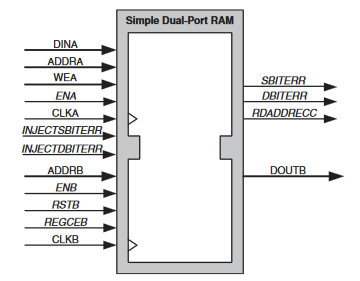 Simple Dual-Port RAM
DINA
ADDRA
WEA
ENA
CLKA
INJECTSBITERR
INJECTDBITERR
ADDRB
ENB
RSTB
REGCEB
CLKB
SBITERR
DBITERR
RDADDRECC
DOUTB